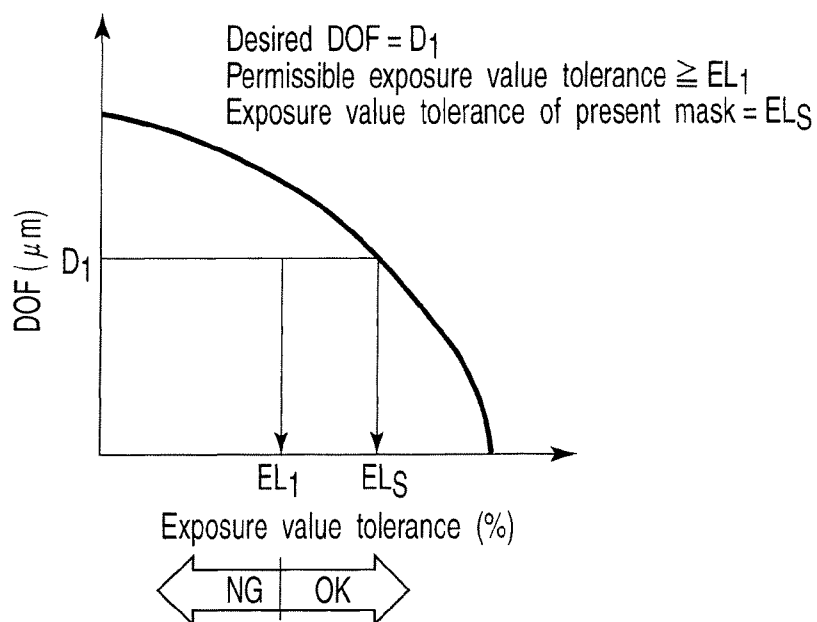 Desired DOF = D1
Permissible exposure value tolerance ≧ EL1
Exposure value tolerance of present mask = ELS
DOF (μm)
D1
EL1 ELS
Exposure value tolerance (%)
NG OK